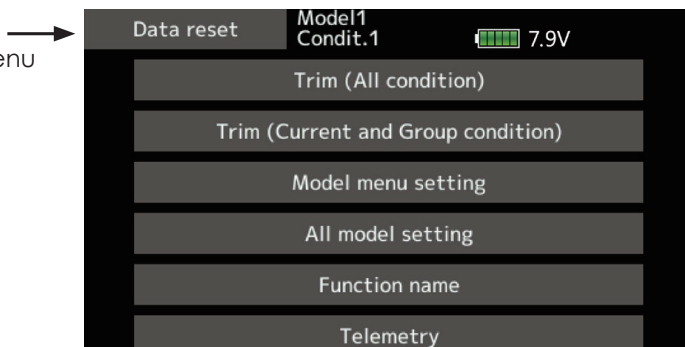 Data reset
Model1
Condit.1
7.9V
enu
Trim (All condition)
Trim (Current and Group condition)
Model menu setting
All model setting
Function name
Telemetry